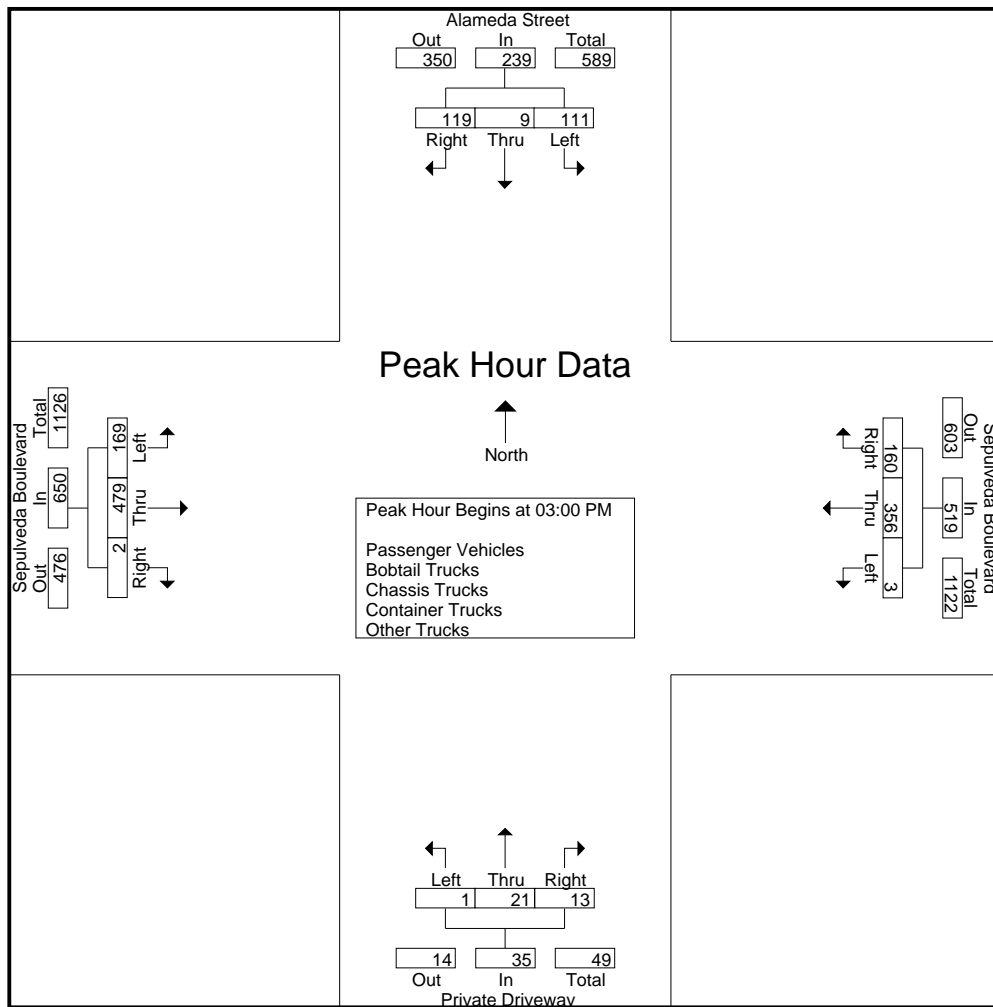 Alameda Street
Out In Total
350 239 589
119 9 111
Right Thru Left
Peak Hour Data
North
Peak Hour Begins at 03:00 PM
Passenger Vehicles
Bobtail Trucks
Chassis Trucks
Container Trucks
Other Trucks
Sepulveda Boulevard
Out In Total
476 650 1126
169 479 2
Left Thru Right
Sepulveda Boulevard
Out In Total
603 519 1122
160 356 3
Right Thru Left
Left Thru Right
1 21 13
14 35 49
Out In Total
Private Driveway